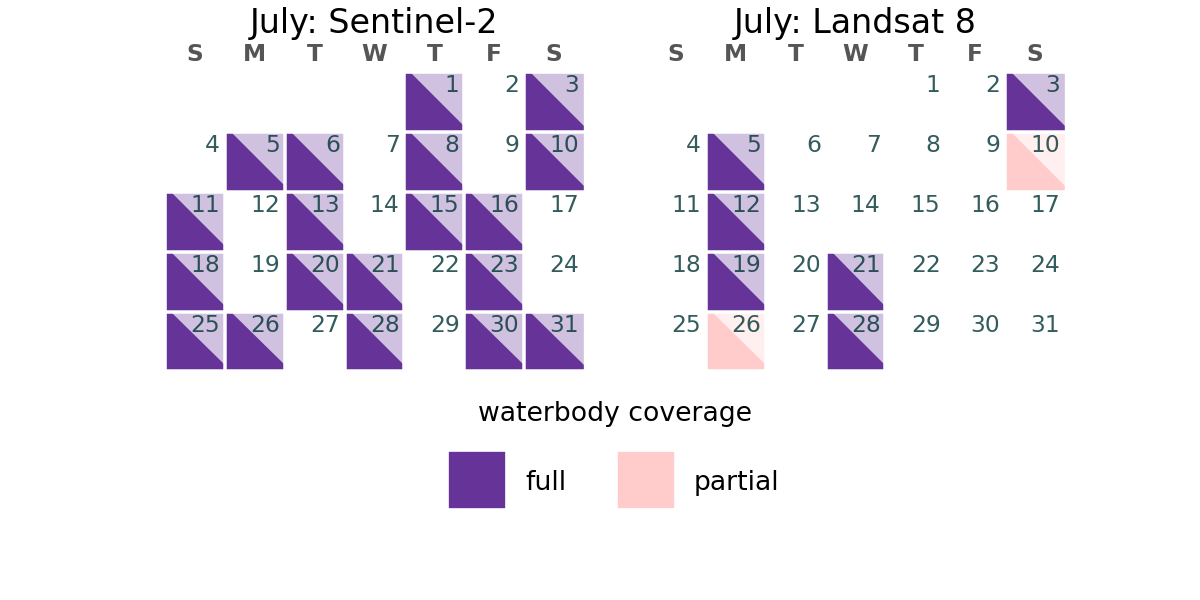 July: Sentinel-2
S M T W T F S
1 2 3
4 5 6 7 8 9 10
11 12 13 14 15 16 17
18 19 20 21 22 23 24
25 26 27 28 29 30 31
July: Landsat 8
S M T W T F S
1 2 3
4 5 6 7 8 9 10
11 12 13 14 15 16 17
18 19 20 21 22 23 24
25 26 27 28 29 30 31
waterbody coverage
full partial